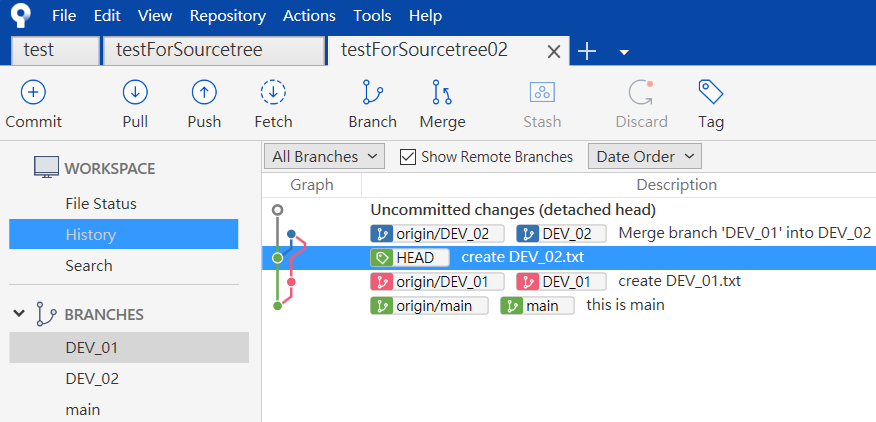 File Edit View Repository Actions Tools Help
test testForSourcetree testForSourcetree02
Commit Pull Push Fetch Branch Merge Stash Discard Tag
WORKSPACE
File Status
History
Search
BRANCHES
DEV_01
DEV_02
main
All Branches Show Remote Branches Date Order
Graph Description
Uncommitted changes (detached head)
origin/DEV_02 DEV_02 Merge branch 'DEV_01' into DEV_02
HEAD create DEV_02.txt
origin/DEV_01 DEV_01 create DEV_01.txt
origin/main main this is main